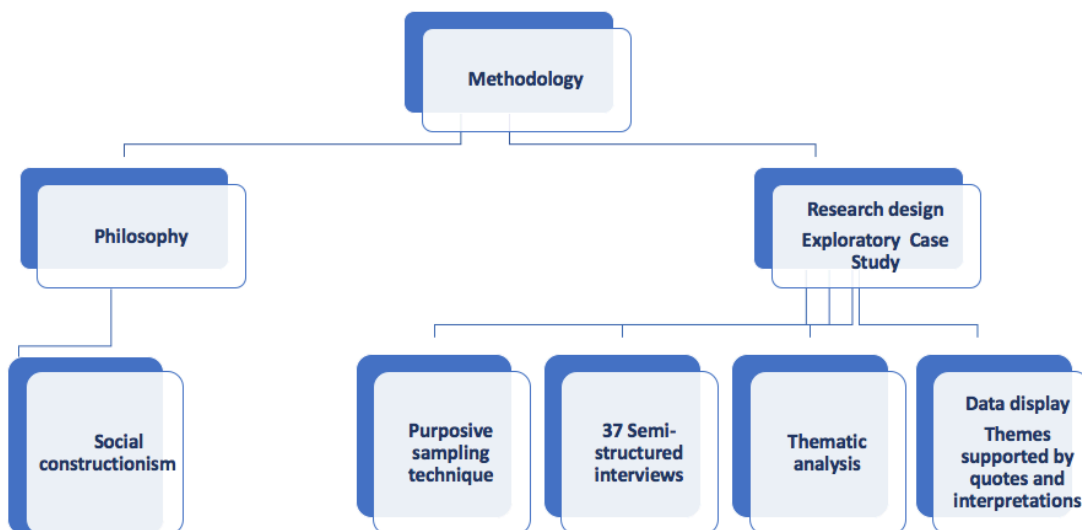 Methodology
Philosophy
Research design
Exploratory Case
Study
Social
constructionism
Purposive
sampling
technique
37 Semi-
structured
interviews
Thematic
analysis
Data display
Themes
supported by
quotes and
interpretations